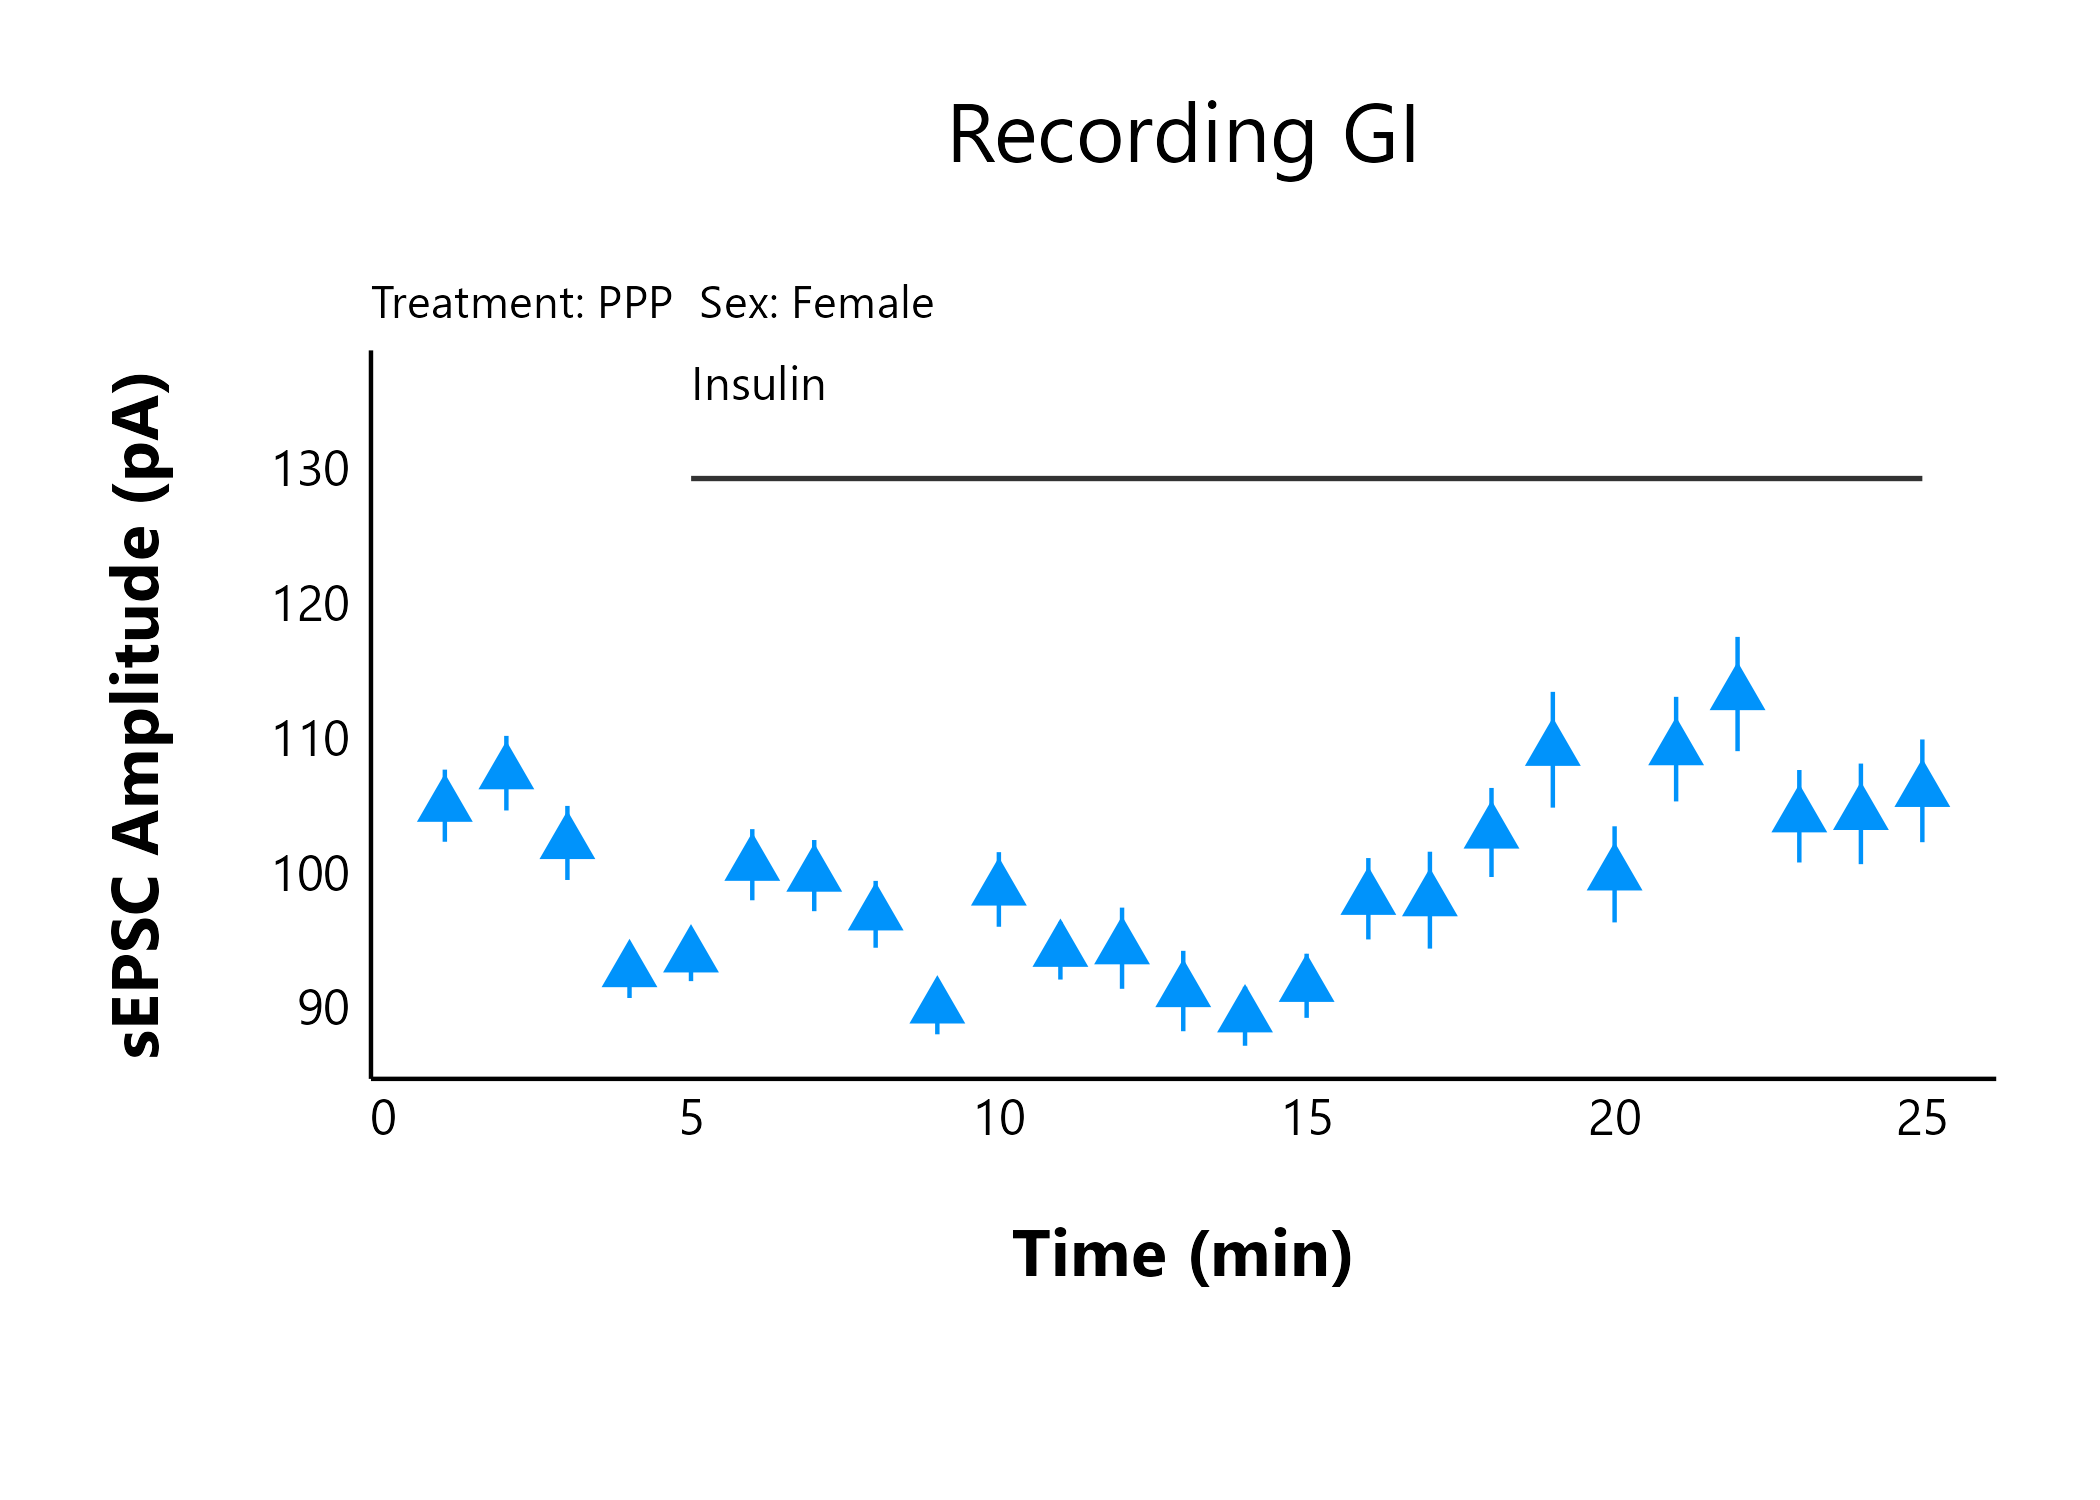 Recording GI
Treatment: PPP  Sex: Female
Insulin
sEPSC Amplitude (pA)
130
120
110
100
90
0 5 10 15 20 25
Time (min)